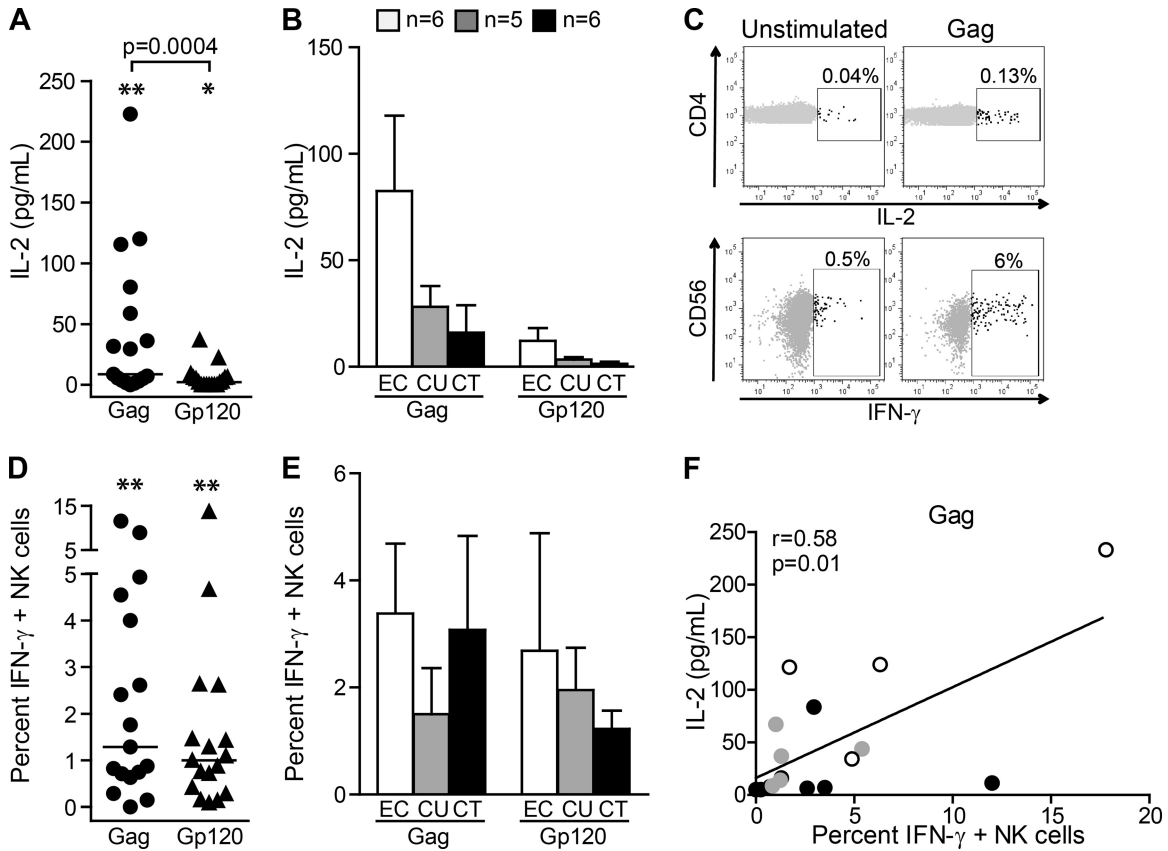 A
p=0.0004
** *
250
200
150
100
50
0
IL-2 (pg/mL)
Gag Gp120
B
n=6 n=5 n=6
150
100
50
0
IL-2 (pg/mL)
EC CU CT EC CU CT
Gag Gp120
C
Unstimulated Gag
0.04% 0.13%
CD4
IL-2
0.5% 6%
CD56
IFN-γ
D
** **
15
5
5
4
3
2
1
0
Percent IFN-γ + NK cells
Gag Gp120
E
6
4
2
0
Percent IFN-γ + NK cells
EC CU CT EC CU CT
Gag Gp120
F
Gag
r=0.58
p=0.01
250
200
150
100
50
0
IL-2 (pg/mL)
0 5 10 15 20
Percent IFN-γ + NK cells